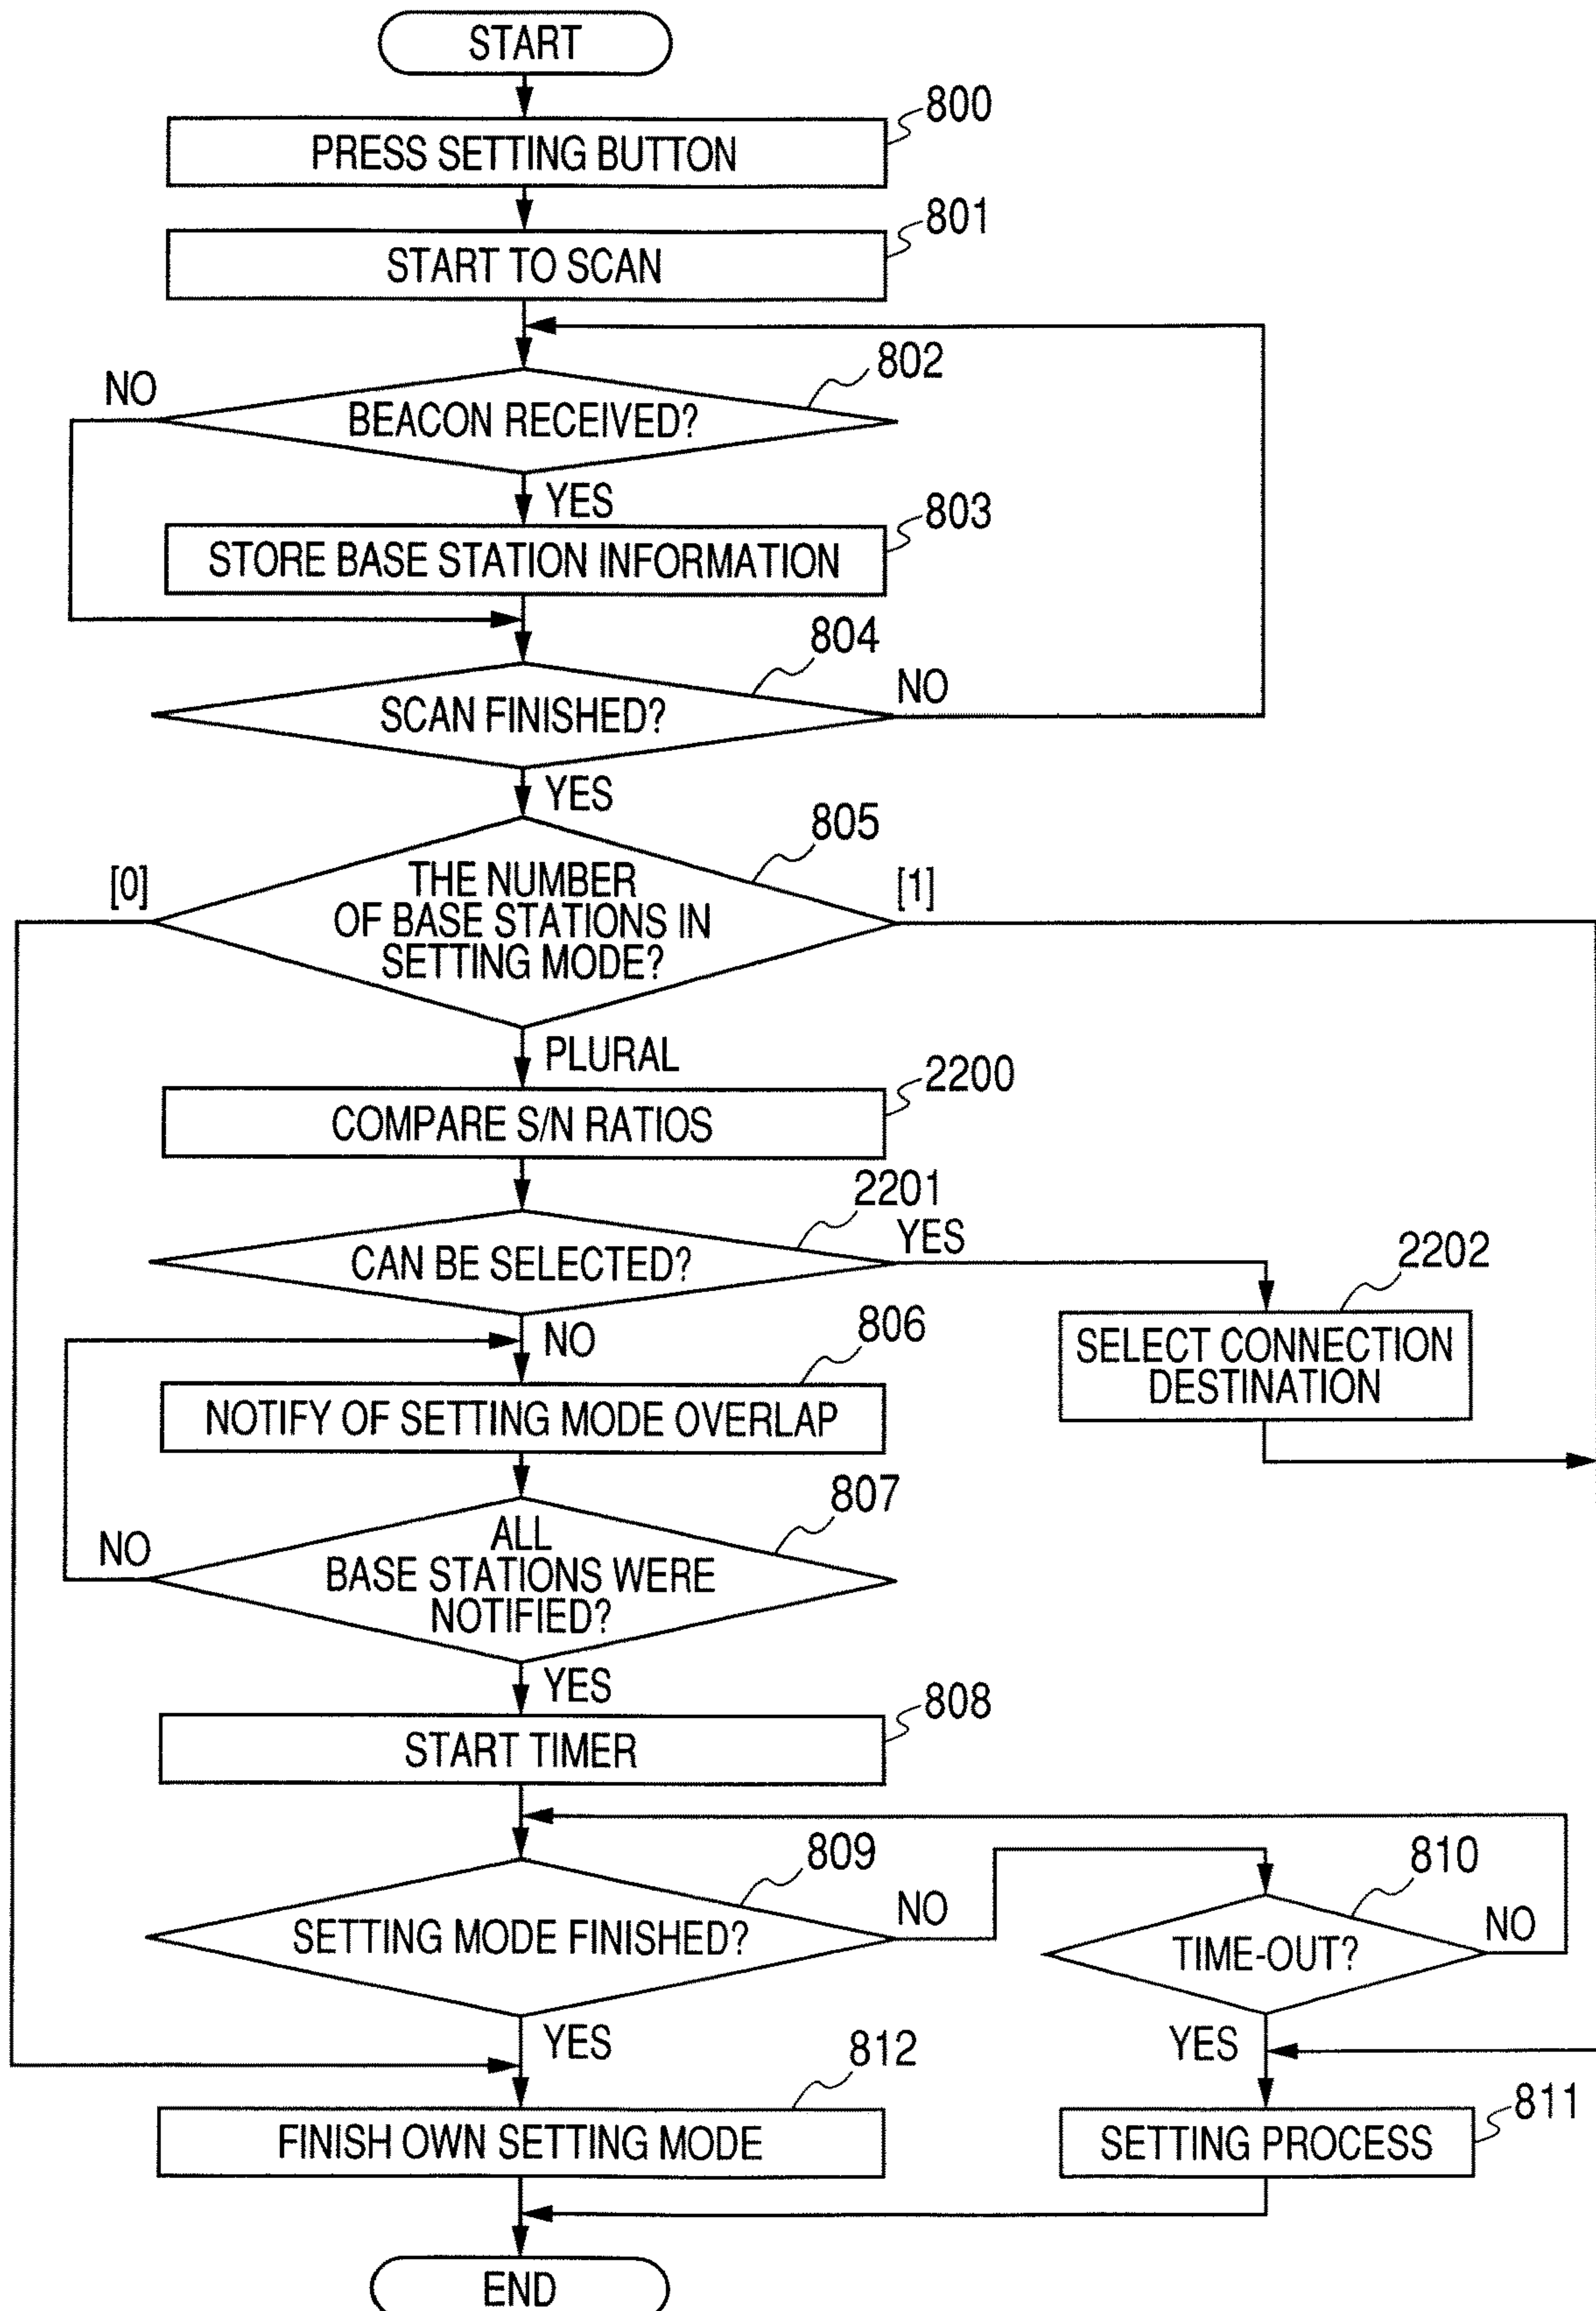 START
800
PRESS SETTING BUTTON
801
START TO SCAN
802
NO
BEACON RECEIVED?
YES
803
STORE BASE STATION INFORMATION
804
NO
SCAN FINISHED?
YES
805
[0]
[1]
THE NUMBER
OF BASE STATIONS IN
SETTING MODE?
PLURAL
2200
COMPARE S/N RATIOS
2201
YES
CAN BE SELECTED?
2202
SELECT CONNECTION
DESTINATION
NO
806
NOTIFY OF SETTING MODE OVERLAP
807
NO
ALL
BASE STATIONS WERE
NOTIFIED?
YES
808
START TIMER
809
NO
SETTING MODE FINISHED?
810
NO
TIME-OUT?
YES
YES
812
FINISH OWN SETTING MODE
811
SETTING PROCESS
END